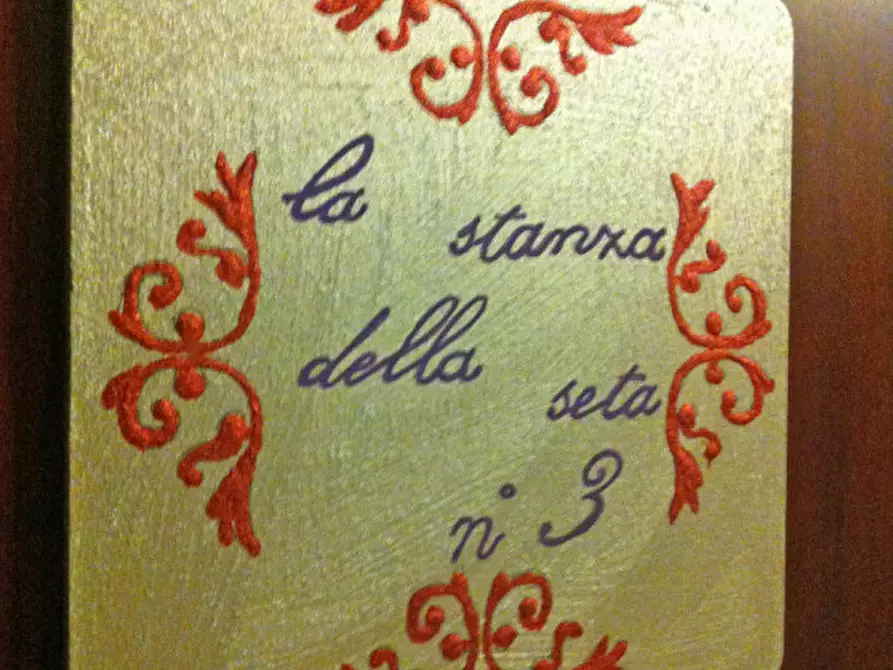 la
stanza
della
seta
n° 3